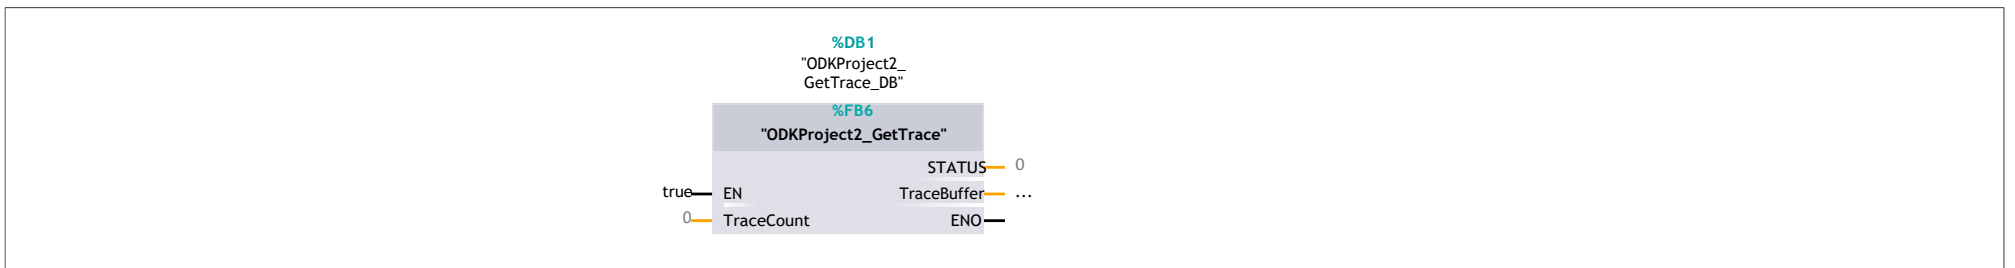 %DB1
"ODKProject2_
GetTrace_DB"
%FB6
"ODKProject2_GetTrace"
STATUS 0
true EN TraceBuffer ...
0 TraceCount ENO